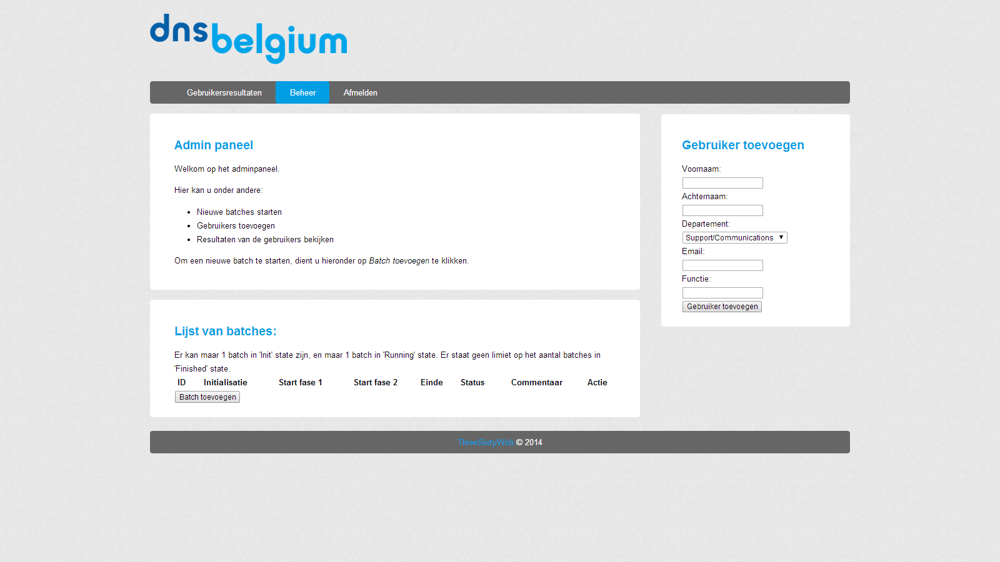 dnsbelgium
Gebruikersresultaten Beheer Afmelden
Admin paneel
Welkom op het adminpaneel.
Hier kan u onder andere:
• Nieuwe batches starten
• Gebruikers toevoegen
• Resultaten van de gebruikers bekijken
Om een nieuwe batch te starten, dient u hieronder op Batch toevoegen te klikken.
Lijst van batches:
Er kan maar 1 batch in 'Init' state zijn, en maar 1 batch in 'Running' state. Er staat geen limiet op het aantal batches in
'Finished' state.
ID Initialisatie Start fase 1 Start fase 2 Einde Status Commentaar Actie
Batch toevoegen
Gebruiker toevoegen
Voornaam:
Achternaam:
Departement:
Support/Communications
Email:
Functie:
Gebruiker toevoegen
ThreeSixtyWeb © 2014